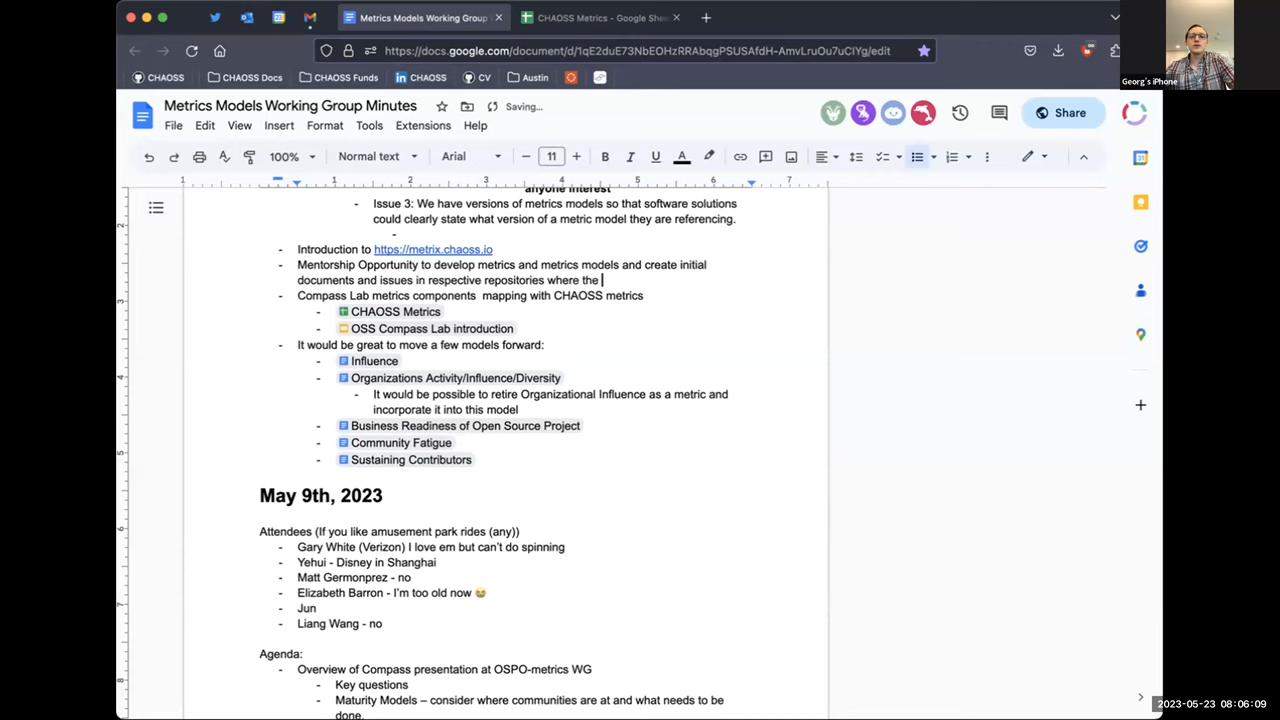 Metrics Models Working Group
CHAOSS Metrics - Google Shee
https://docs.google.com/document/d/1qE2duE73NbEOHzRRAbqgPSUSAfdH-AmvLruOu7uClYg/edit
CHAOSS
CHAOSS Docs
CHAOSS Funds
CHAOSS
CV
Austin
Georg's iPhone
Metrics Models Working Group Minutes
Saving...
File Edit View Insert Format Tools Extensions Help
Share
100% Normal text Arial 11
1 1 2 3 4 5 6 7
anyone interest
- Issue 3: We have versions of metrics models so that software solutions
could clearly state what version of a metric model they are referencing.
-
- Introduction to https://metrix.chaoss.io
- Mentorship Opportunity to develop metrics and metrics models and create initial
documents and issues in respective repositories where the
- Compass Lab metrics components mapping with CHAOSS metrics
- CHAOSS Metrics
- OSS Compass Lab introduction
- It would be great to move a few models forward:
- Influence
- Organizations Activity/Influence/Diversity
- It would be possible to retire Organizational Influence as a metric and
incorporate it into this model
- Business Readiness of Open Source Project
- Community Fatigue
- Sustaining Contributors
May 9th, 2023
Attendees (If you like amusement park rides (any))
- Gary White (Verizon) I love em but can't do spinning
- Yehui - Disney in Shanghai
- Matt Germonprez - no
- Elizabeth Barron - I'm too old now 😭
- Jun
- Liang Wang - no
Agenda:
- Overview of Compass presentation at OSPO-metrics WG
- Key questions
- Maturity Models – consider where communities are at and what needs to be
done.
2023-05-23 08:06:09